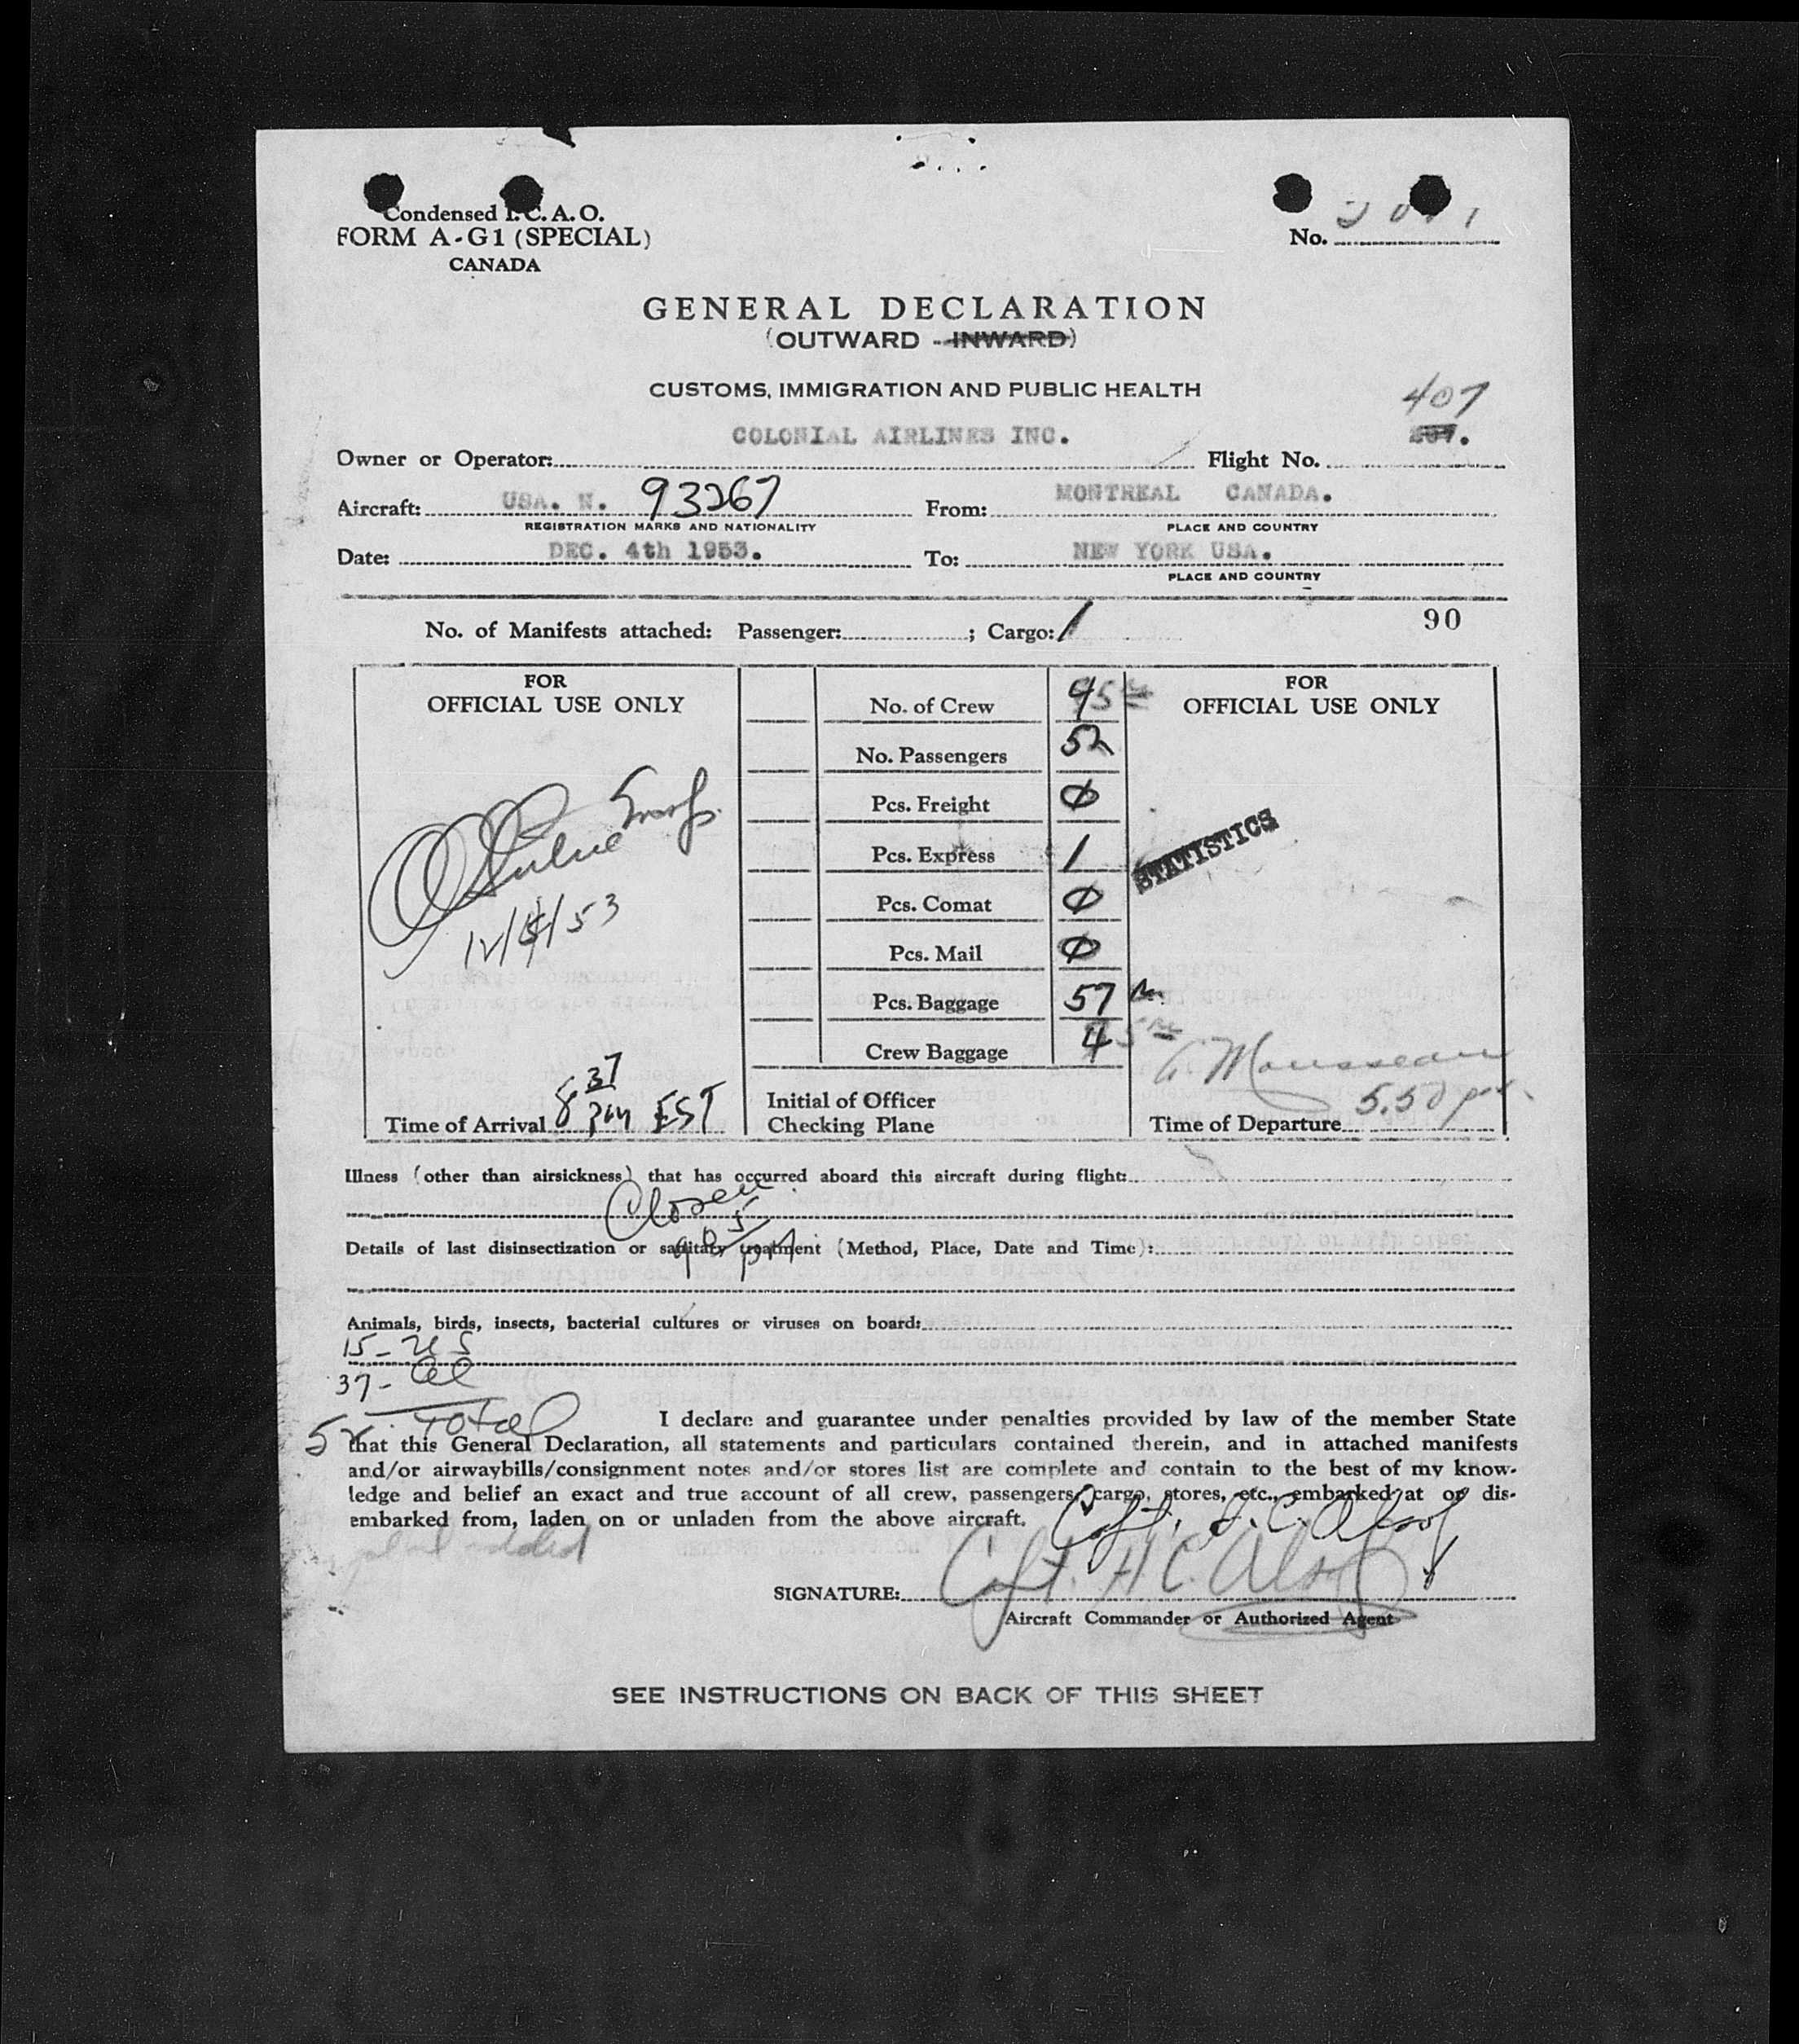 Condensed I.C.A.O.
FORM A-G1 (SPECIAL)
CANADA
No.
GENERAL DECLARATION
(OUTWARD - INWARD)
CUSTOMS, IMMIGRATION AND PUBLIC HEALTH
407
COLONIAL AIRLINES INC.
Owner or Operator: Flight No.
Aircraft: USA. N. 93267 From: MONTREAL CANADA.
REGISTRATION MARKS AND NATIONALITY PLACE AND COUNTRY
Date: DEC. 4th 1953. To: NEW YORK USA.
PLACE AND COUNTRY
90
No. of Manifests attached: Passenger: ; Cargo: 1
FOR
OFFICIAL USE ONLY
12/5/53
Time of Arrival 8 37 PM EST
No. of Crew 4
No. Passengers 52
Pcs. Freight 0
Pcs. Express 1
Pcs. Comat 0
Pcs. Mail 0
Pcs. Baggage 57
Crew Baggage 4
Initial of Officer
Checking Plane
FOR
OFFICIAL USE ONLY
STATISTICS
Mousseau
5.50 pm
Time of Departure
Illness (other than airsickness) that has occurred aboard this aircraft during flight:
Closed
905 PM
Details of last disinsectization or sanitary treatment (Method, Place, Date and Time):
Animals, birds, insects, bacterial cultures or viruses on board:
15 - US
37 -
52 Total
I declare and guarantee under penalties provided by law of the member State
that this General Declaration, all statements and particulars contained therein, and in attached manifests
and/or airwaybills/consignment notes and/or stores list are complete and contain to the best of my know-
ledge and belief an exact and true account of all crew, passengers, cargo, stores, etc., embarked at or dis-
embarked from, laden on or unladen from the above aircraft.
SIGNATURE: Capt. H C.
Aircraft Commander or Authorized Agent
SEE INSTRUCTIONS ON BACK OF THIS SHEET